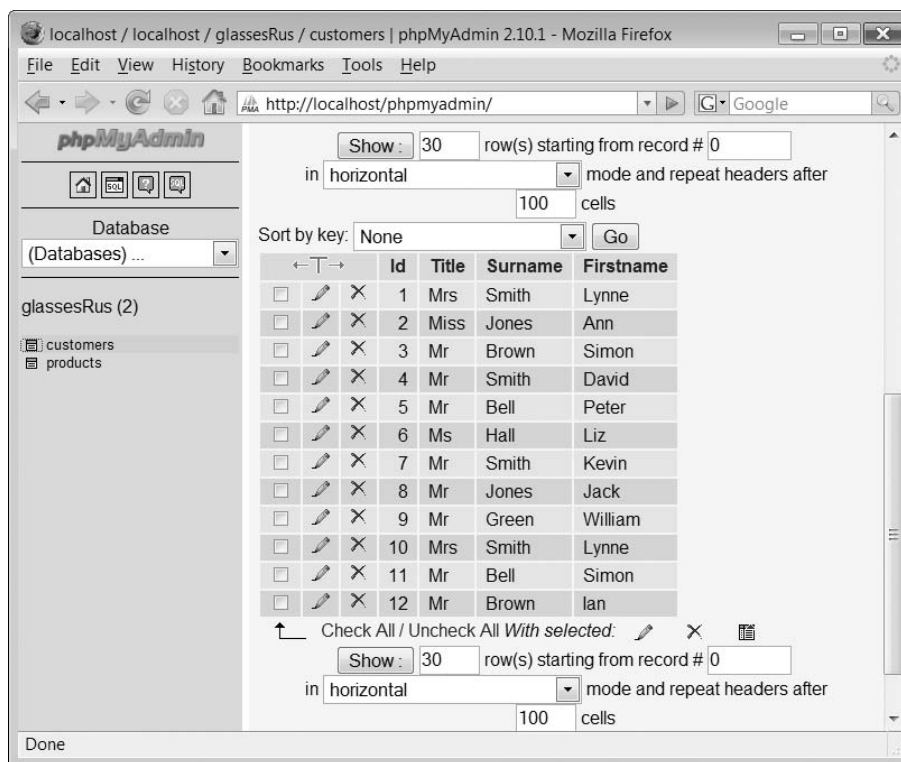 localhost / localhost / glassesRus / customers | phpMyAdmin 2.10.1 - Mozilla Firefox
File Edit View History Bookmarks Tools Help
PMA http://localhost/phpmyadmin/ G Google
phpMyAdmin
SQL ? SQL
Database
(Databases) ...
glassesRus (2)
customers
products
Show : 30 row(s) starting from record # 0
in horizontal mode and repeat headers after
100 cells
Sort by key: None Go
←T→ Id Title Surname Firstname
1 Mrs Smith Lynne
2 Miss Jones Ann
3 Mr Brown Simon
4 Mr Smith David
5 Mr Bell Peter
6 Ms Hall Liz
7 Mr Smith Kevin
8 Mr Jones Jack
9 Mr Green William
10 Mrs Smith Lynne
11 Mr Bell Simon
12 Mr Brown Ian
Check All / Uncheck All With selected:
Show : 30 row(s) starting from record # 0
in horizontal mode and repeat headers after
100 cells
Done